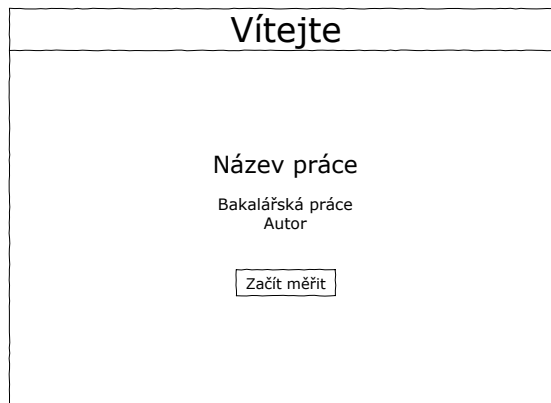 Vítejte
Název práce
Bakalářská práce
Autor
Začít měřit